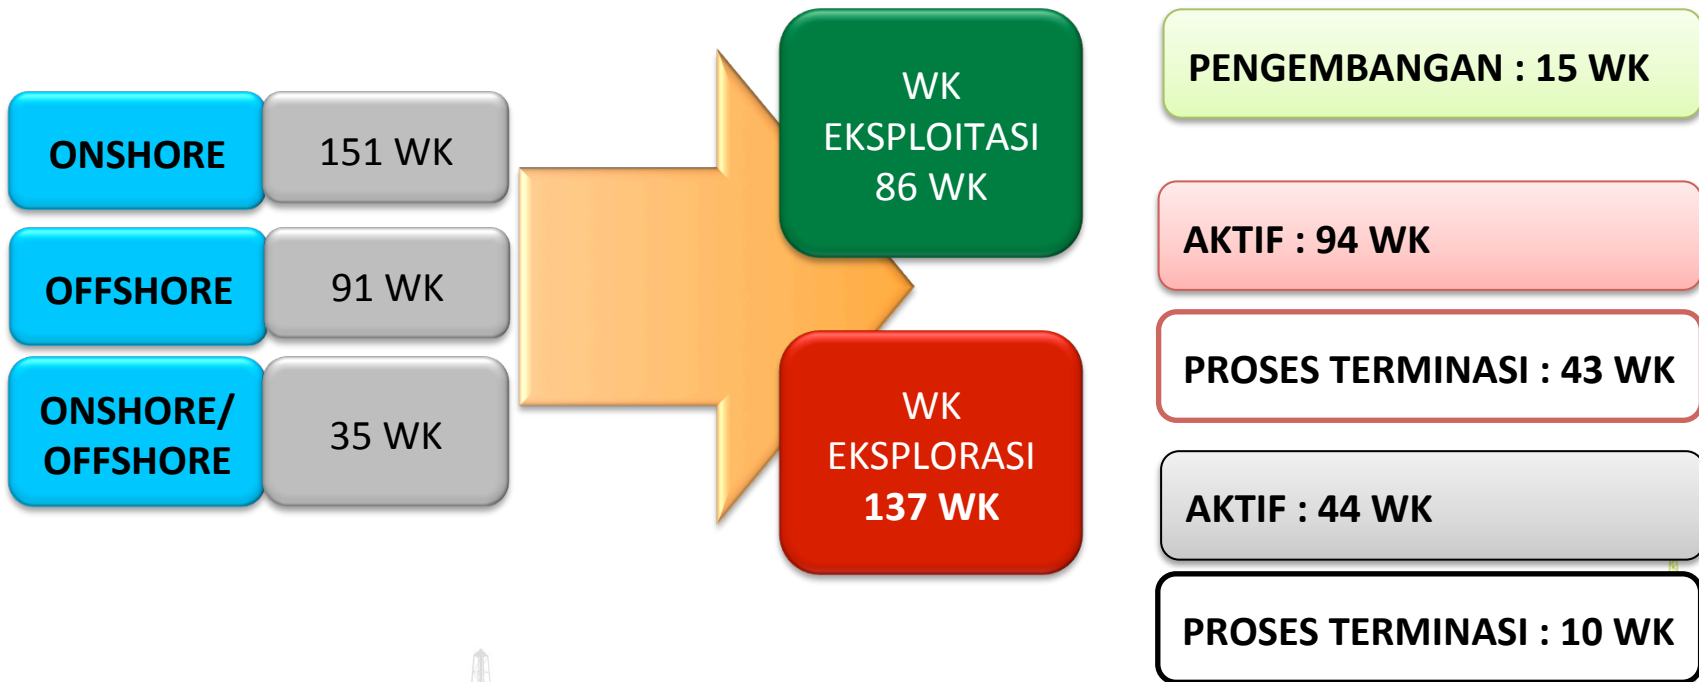 ONSHORE
151 WK
OFFSHORE
91 WK
ONSHORE/
OFFSHORE
35 WK
WK
EKSPLOITASI
86 WK
WK
EKSPLORASI
137 WK
PENGEMBANGAN : 15 WK
AKTIF : 94 WK
PROSES TERMINASI : 43 WK
AKTIF : 44 WK
PROSES TERMINASI : 10 WK